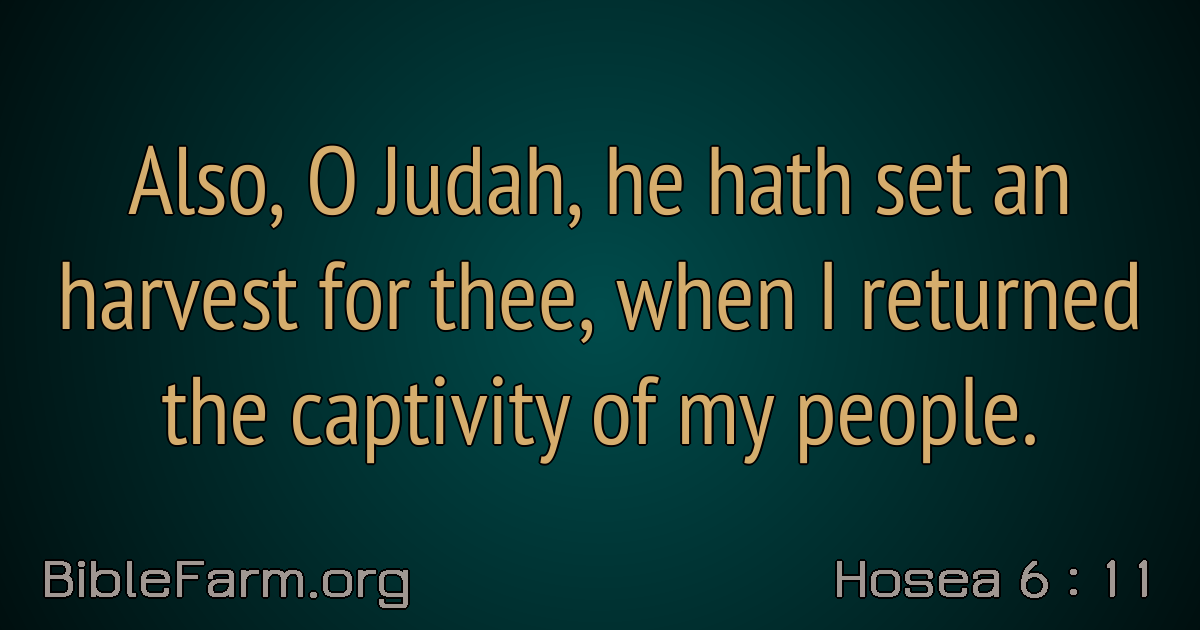 Also, O Judah, he hath set an
harvest for thee, when I returned
the captivity of my people.
BibleFarm.org
Hosea 6 : 11